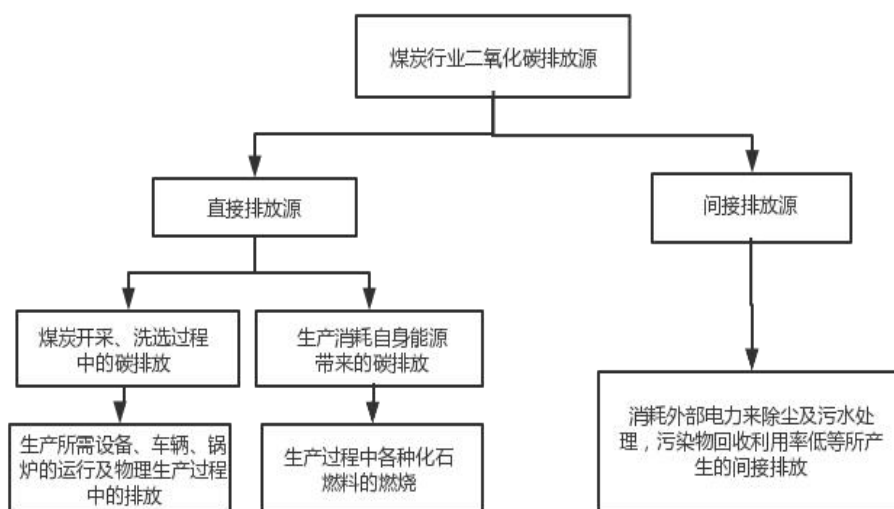 煤炭行业二氧化碳排放源
直接排放源
间接排放源
煤炭开采、洗选过程
中的碳排放
生产消耗自身能源
带来的碳排放
生产所需设备、车辆、锅
炉的运行及物理生产过程
中的排放
生产过程中各种化石
燃料的燃烧
消耗外部电力来除尘及污水处
理，污染物回收利用率低等所产
生的间接排放